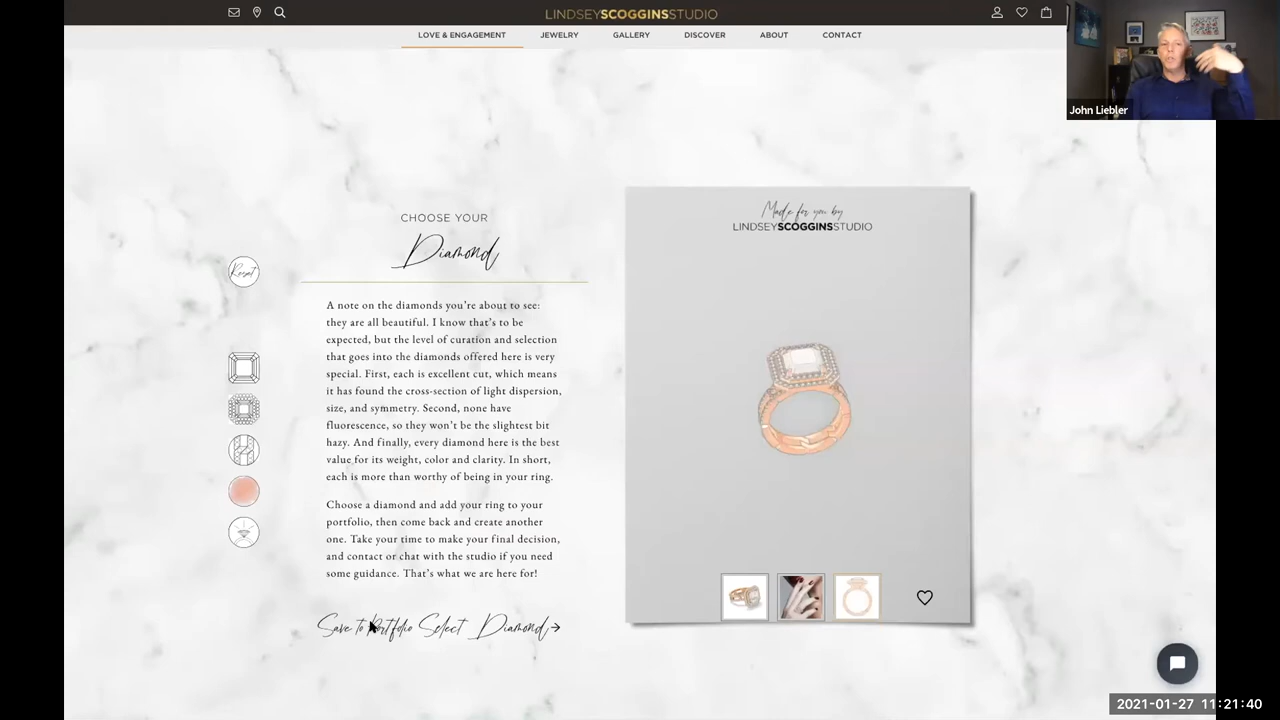 LINDSEYSCOGGINSSTUDIO
LOVE & ENGAGEMENT JEWELRY GALLERY DISCOVER ABOUT CONTACT
John Liebler
CHOOSE YOUR
Diamond
Reset
A note on the diamonds you're about to see:
they are all beautiful. I know that's to be
expected, but the level of curation and selection
that goes into the diamonds offered here is very
special. First, each is excellent cut, which means
it has found the cross-section of light dispersion,
size, and symmetry. Second, none have
fluorescence, so they won't be the slightest bit
hazy. And finally, every diamond here is the best
value for its weight, color and clarity. In short,
each is more than worthy of being in your ring.
Choose a diamond and add your ring to your
portfolio, then come back and create another
one. Take your time to make your final decision,
and contact or chat with the studio if you need
some guidance. That's what we are here for!
Save to Portfolio Select Diamond
Made for you by
LINDSEYSCOGGINSSTUDIO
2021-01-27 11:21:40